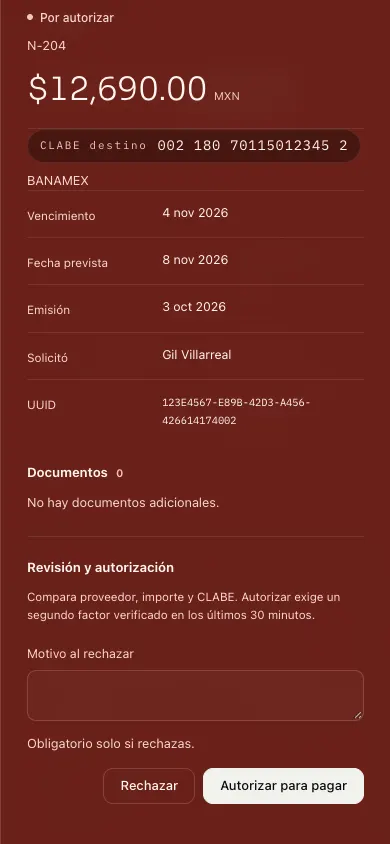 Por autorizar
N-204
$12,690.00 MXN
CLABE destino 002 180 70115012345 2
BANAMEX
Vencimiento 4 nov 2026
Fecha prevista 8 nov 2026
Emisión 3 oct 2026
Solicitó Gil Villarreal
UUID 123E4567-E89B-42D3-A456-
426614174002
Documentos 0
No hay documentos adicionales.
Revisión y autorización
Compara proveedor, importe y CLABE. Autorizar exige un
segundo factor verificado en los últimos 30 minutos.
Motivo al rechazar
Obligatorio solo si rechazas.
Rechazar Autorizar para pagar